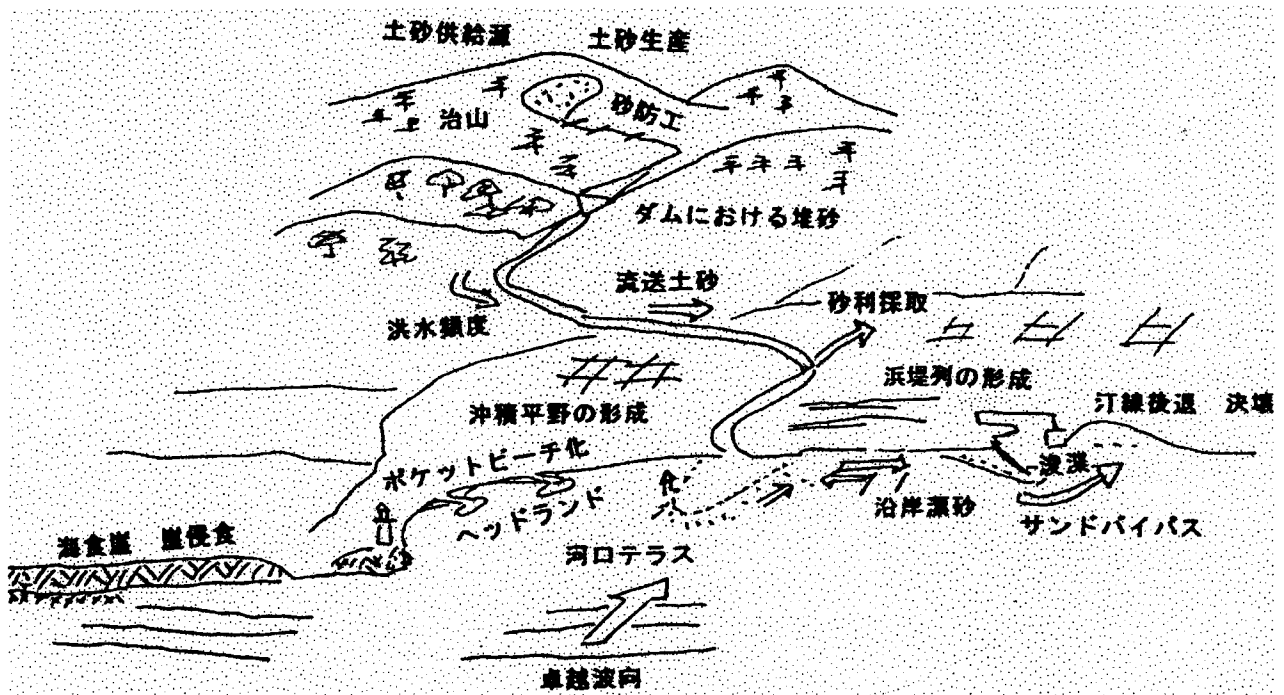 土砂供給源 土砂生産
治山 砂防工
ダムにおける堆砂
流送土砂
砂利採取
洪水頻度
浜堤列の形成
沖積平野の形成
汀線後退 決壊
ポケットビーチ化
浚渫
ヘッドランド
沿岸漂砂
サンドバイパス
海食崖 崖侵食
河口テラス
卓越波向